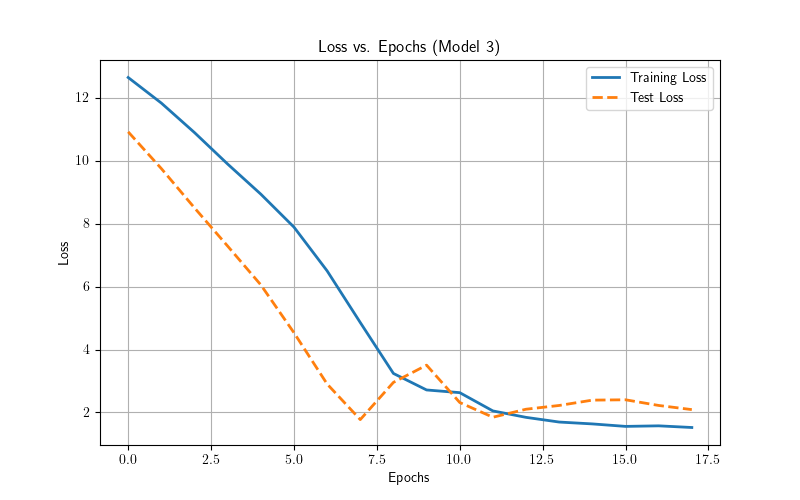 Loss vs. Epochs (Model 3)
Training Loss
Test Loss
12
10
8
6
4
2
Loss
0.0 2.5 5.0 7.5 10.0 12.5 15.0 17.5
Epochs